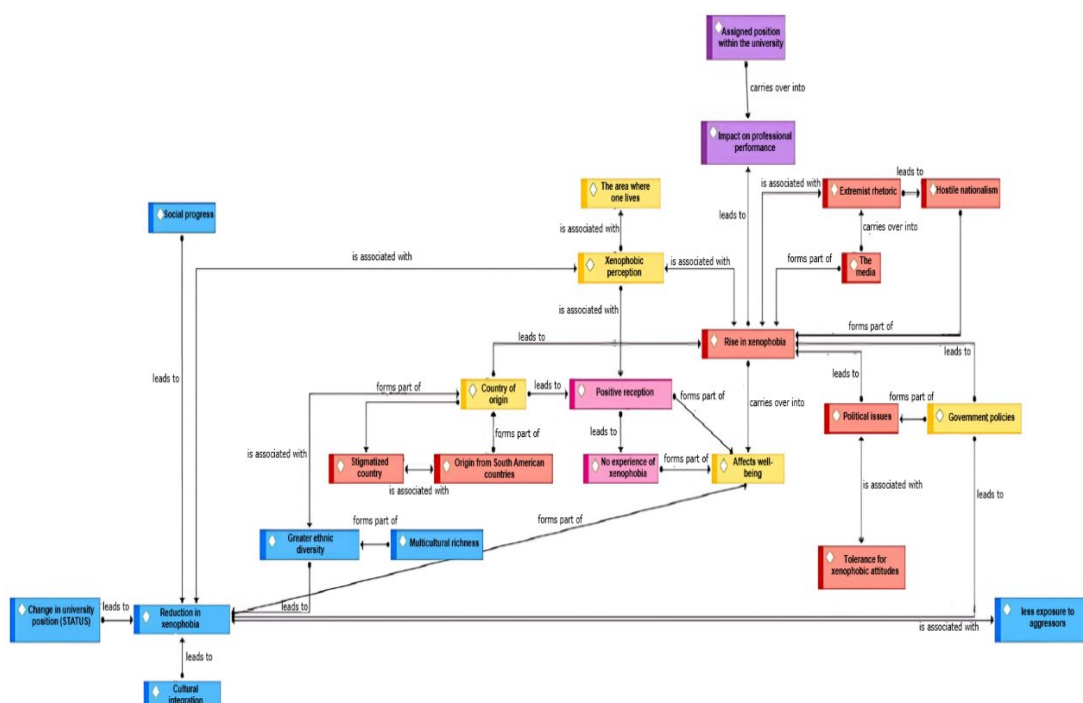 Assigned position
within the university
carries over into
Impact on professional
performance
leads to
is associated with
Extremist rhetoric
leads to
Hostile nationalism
carries over into
The
media
forms part of
The area where
one lives
is associated with
Social progress
is associated with
Xenophobic
perception
is associated with
is associated with
leads to
Rise in xenophobia
forms part of
leads to
leads to
forms part of
Country of
origin
leads to
Positive reception
forms part of
carries over into
leads to
Political issues
forms part of
Government policies
forms part of
leads to
is associated with
Stigmatized
country
Origin from South American
countries
is associated with
No experience of
xenophobia
forms part of
Affects well-
being
is associated with
leads to
forms part of
Greater ethnic
diversity
forms part of
Multicultural richness
Tolerance for
xenophobic attitudes
Change in university
position (STATUS)
leads to
Reduction in
xenophobia
leads to
is associated with
less exposure to
aggressors
leads to
Cultural
integration